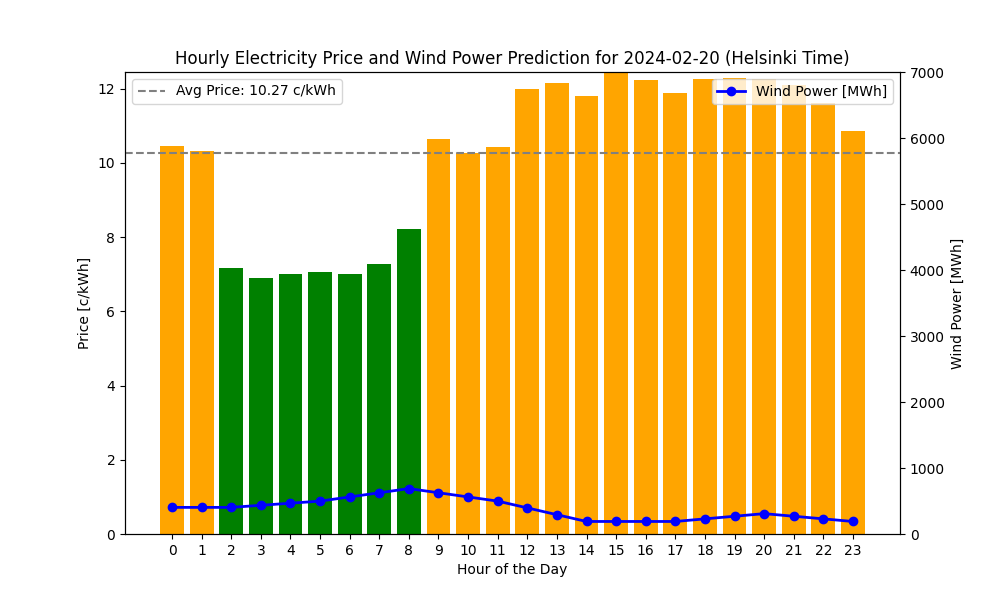 Hourly Electricity Price and Wind Power Prediction for 2024-02-20 (Helsinki Time)
Avg Price: 10.27 c/kWh
Wind Power [MWh]
Price [c/kWh]
12
10
8
6
4
2
0
7000
6000
5000
4000
3000
2000
1000
0
Wind Power [MWh]
0 1 2 3 4 5 6 7 8 9 10 11 12 13 14 15 16 17 18 19 20 21 22 23
Hour of the Day